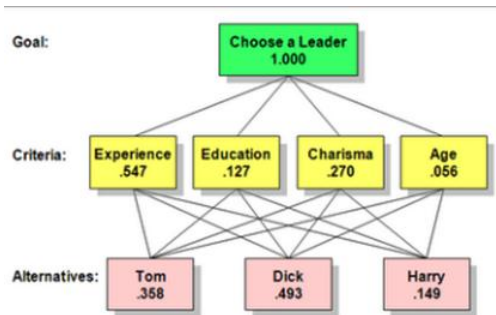 Goal:
Choose a Leader
1.000
Criteria:
Experience
.547
Education
.127
Charisma
.270
Age
.056
Alternatives:
Tom
.358
Dick
.493
Harry
.149